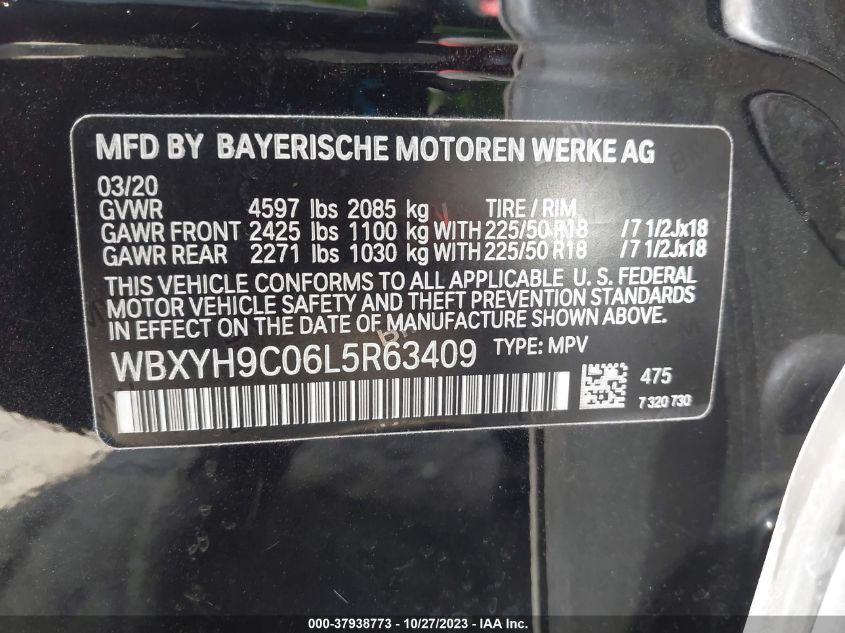 MFD BY BAYERISCHE MOTOREN WERKE AG
03/20
GVWR 4597 lbs 2085 kg TIRE / RIM
GAWR FRONT 2425 lbs 1100 kg WITH 225/50 R18 /7 1/2Jx18
GAWR REAR 2271 lbs 1030 kg WITH 225/50 R18 /7 1/2Jx18
THIS VEHICLE CONFORMS TO ALL APPLICABLE U. S. FEDERAL
MOTOR VEHICLE SAFETY AND THEFT PREVENTION STANDARDS
IN EFFECT ON THE DATE OF MANUFACTURE SHOWN ABOVE.
WBXYH9C06L5R63409 TYPE: MPV
475
7 320 730
000-37938773 - 10/27/2023 - IAA Inc.